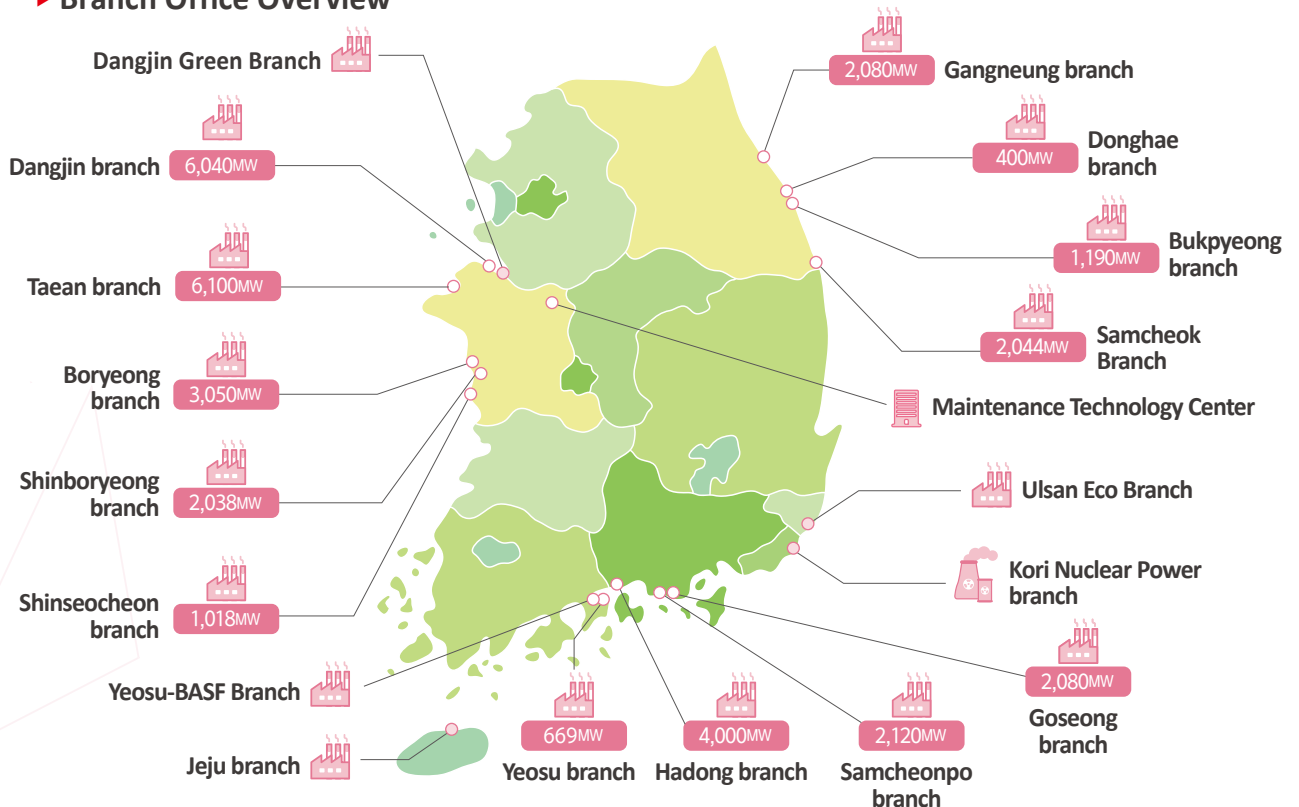 ▶Branch Office Overview
Dangjin Green Branch
Dangjin branch
6,040MW
Taean branch
6,100MW
Boryeong
branch
3,050MW
Shinboryeong
branch
2,038MW
Shinseocheon
branch
1,018MW
Yeosu-BASF Branch
Jeju branch
669MW
Yeosu branch
4,000MW
Hadong branch
2,120MW
Samcheonpo
branch
2,080MW
Gangneung branch
400MW
Donghae
branch
1,190MW
Bukpyeong
branch
2,044MW
Samcheok
Branch
Maintenance Technology Center
Ulsan Eco Branch
Kori Nuclear Power
branch
2,080MW
Goseong
branch